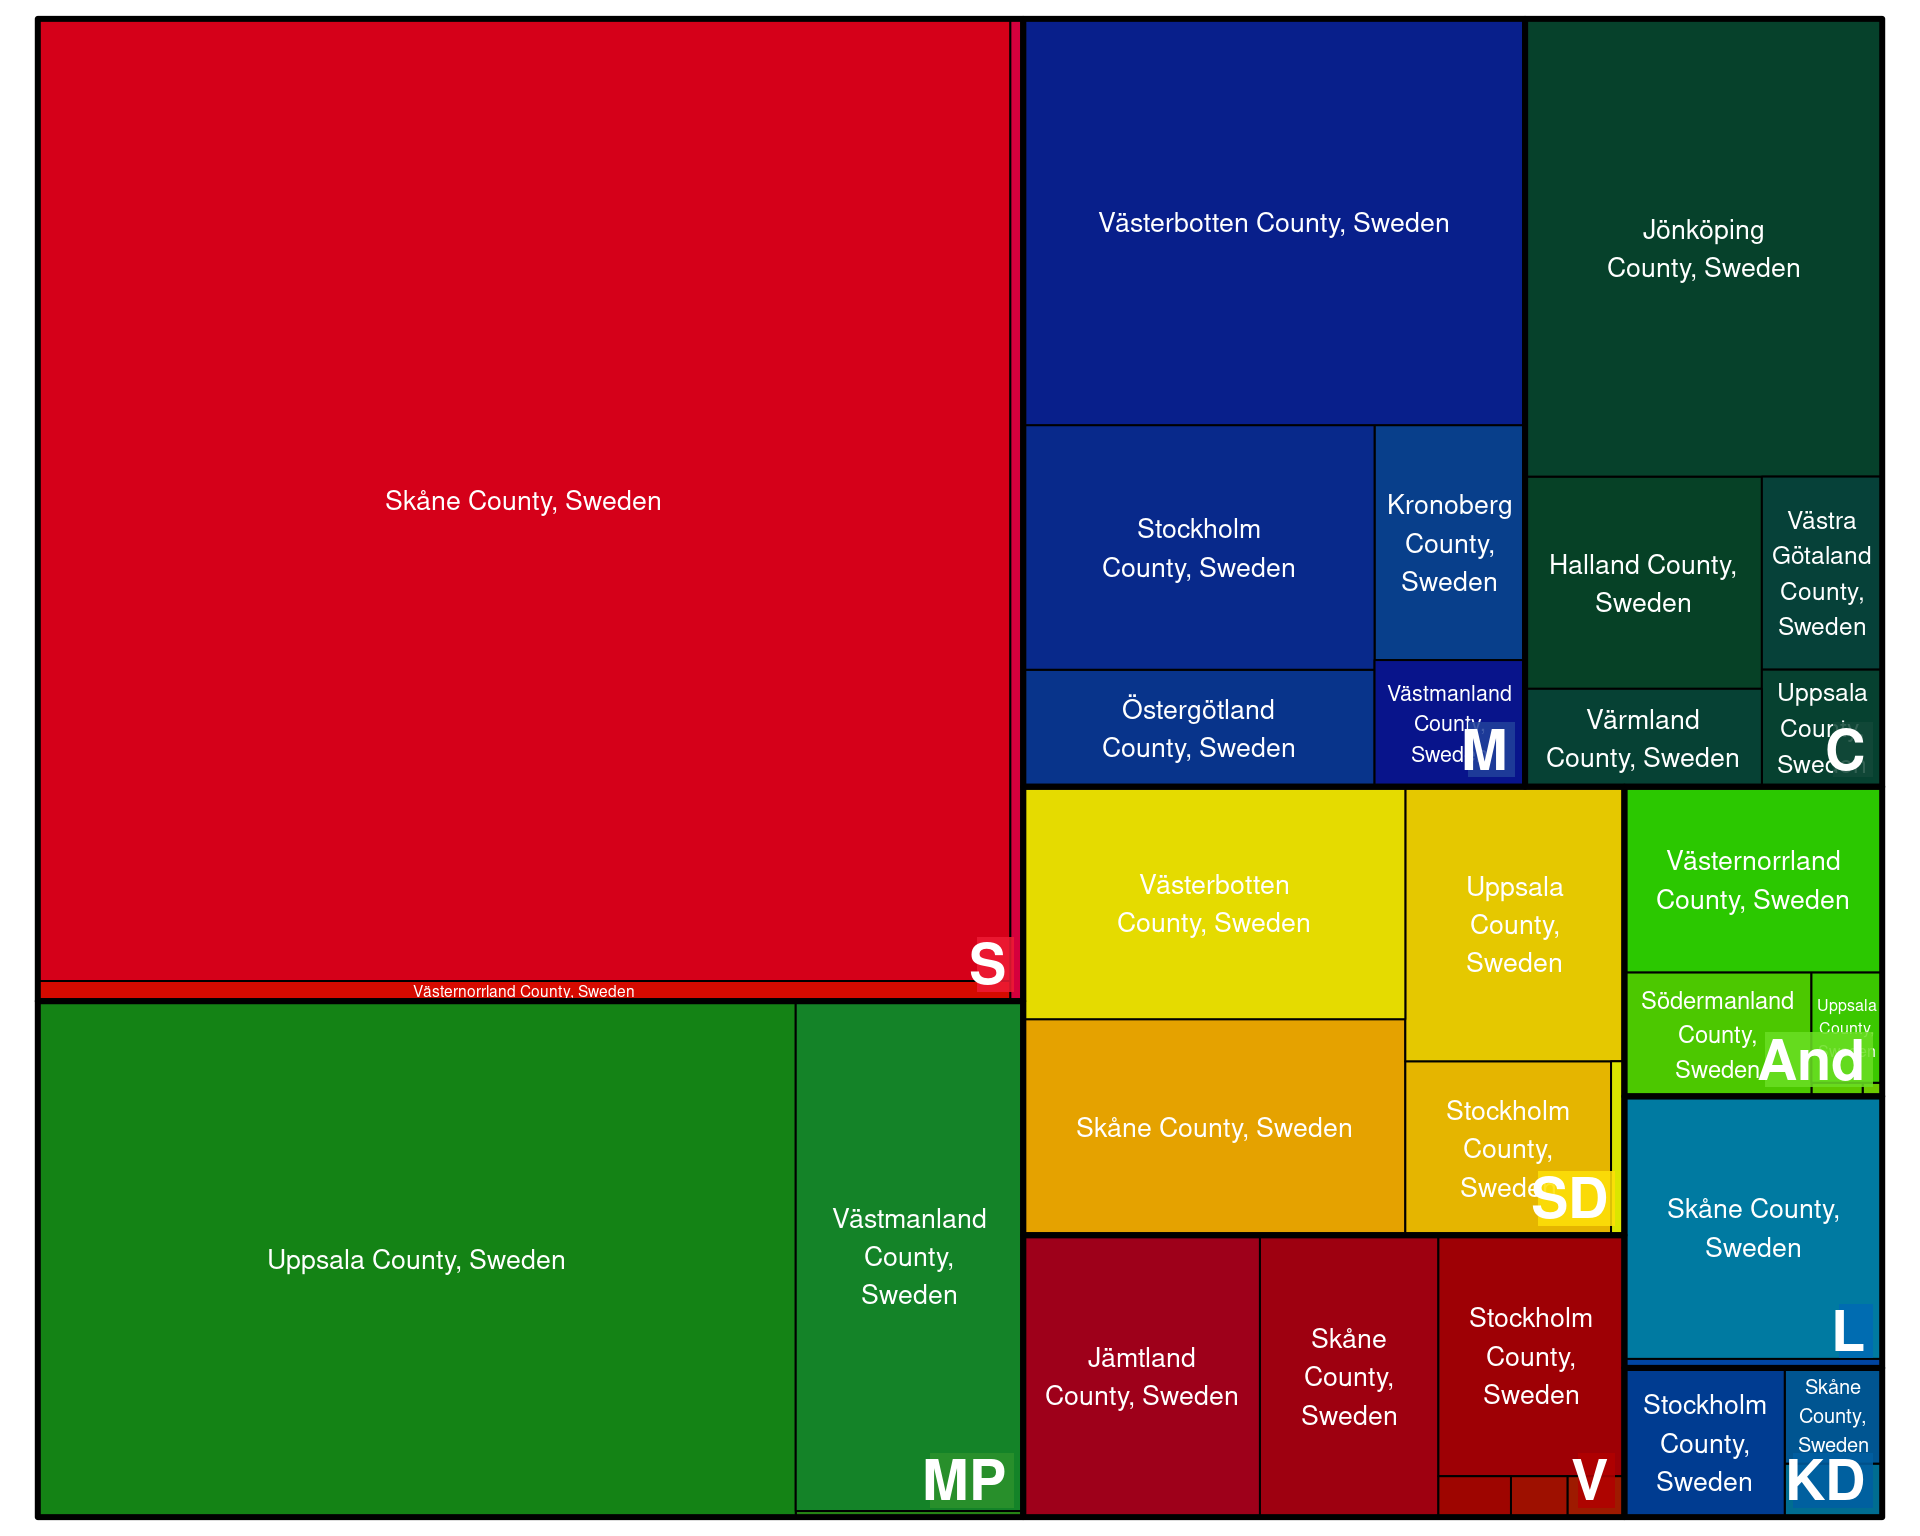 Skåne County, Sweden
S
Västernorrland County, Sweden
Uppsala County, Sweden
Västmanland
County,
Sweden
MP
Västerbotten County, Sweden
Stockholm
County, Sweden
Kronoberg
County,
Sweden
Östergötland
County, Sweden
Västmanland
County,
M
Jönköping
County, Sweden
Halland County,
Sweden
Västra
Götaland
County,
Sweden
Värmland
County, Sweden
Uppsala
C
Västerbotten
County, Sweden
Uppsala
County,
Sweden
Skåne County, Sweden
Stockholm
County,
SD
Västernorrland
County, Sweden
Södermanland
County,
Sweden
Uppsala
County,
And
Jämtland
County, Sweden
Skåne
County,
Sweden
Stockholm
County,
Sweden
V
Skåne County,
Sweden
L
Stockholm
County,
Sweden
Skåne
County,
Sweden
KD